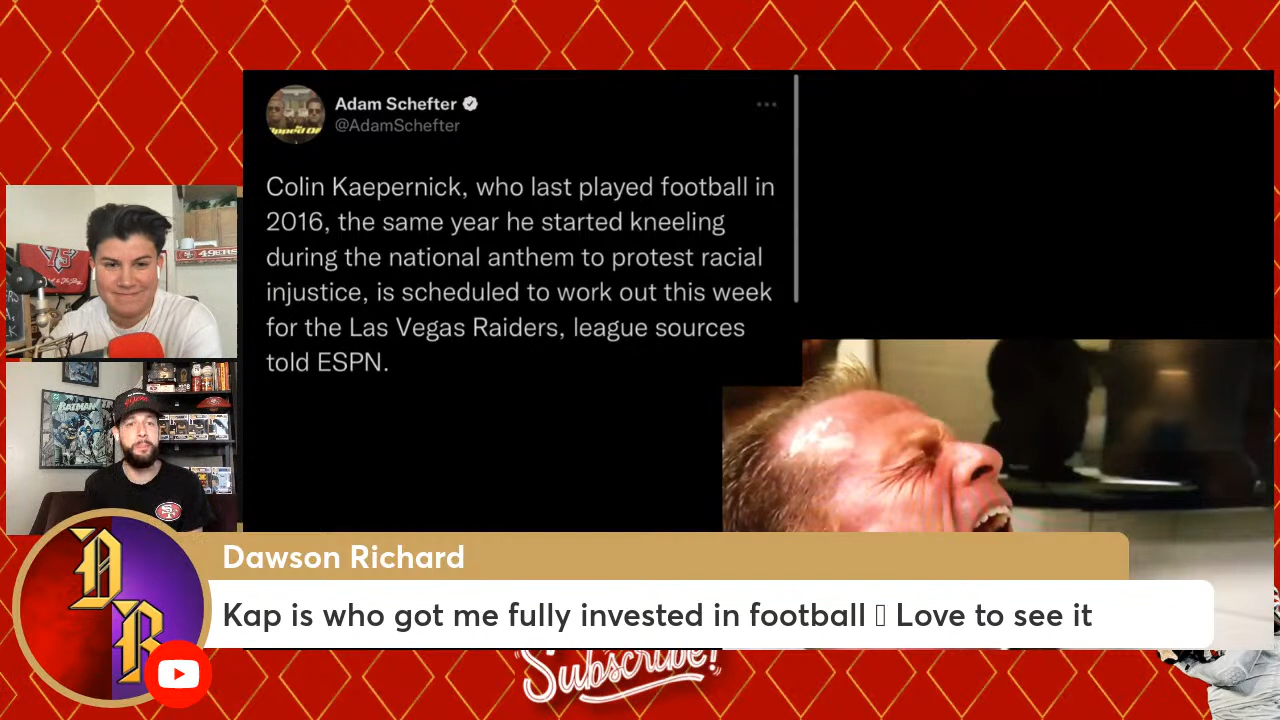 Adam Schefter
@AdamSchefter
Colin Kaepernick, who last played football in
2016, the same year he started kneeling
during the national anthem to protest racial
injustice, is scheduled to work out this week
for the Las Vegas Raiders, league sources
told ESPN.
49ERS
BATMAN
SF
Dawson Richard
Kap is who got me fully invested in football Love to see it
D
R
Subscribe!